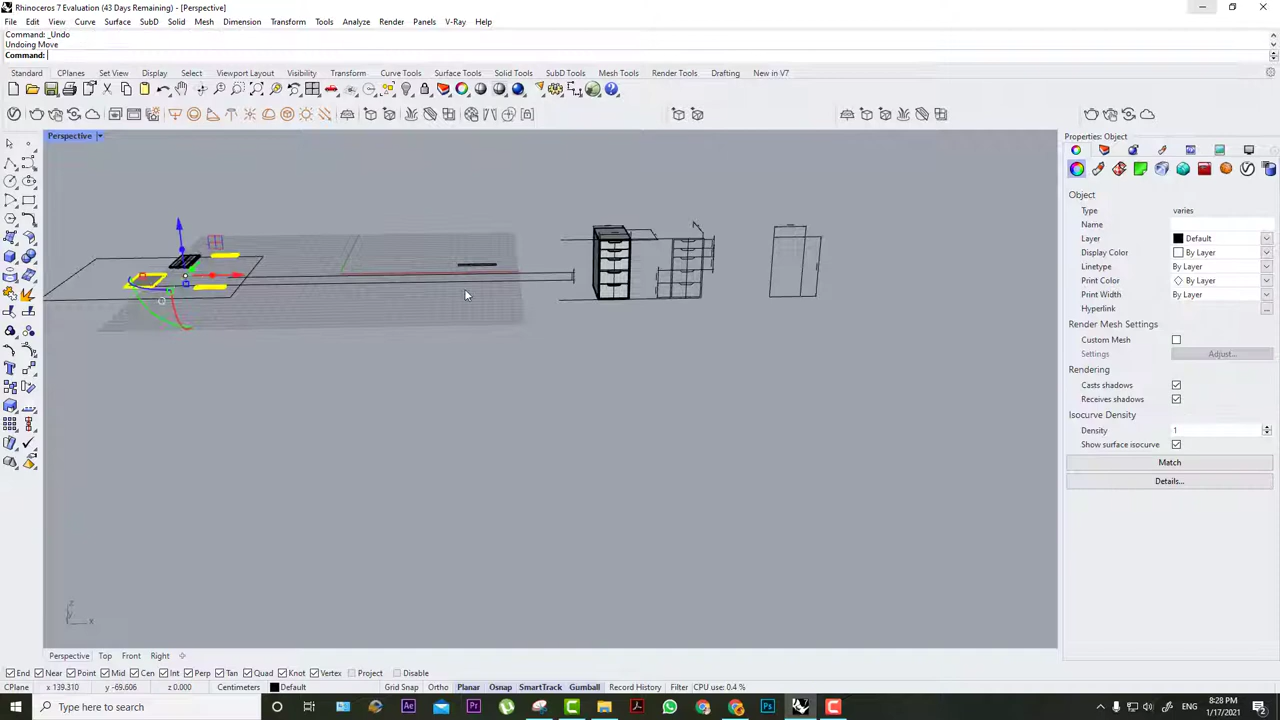 Rhinoceros 7 Evaluation (43 Days Remaining) - [Perspective]
File Edit View Curve Surface SubD Solid Mesh Dimension Transform Tools Analyze Render Panels V-Ray Help
Command: _Undo
Undoing Move
Command:
Standard CPlanes Set View Display Select Viewport Layout Visibility Transform Curve Tools Surface Tools Solid Tools SubD Tools Mesh Tools Render Tools Drafting New in V7
Perspective
Properties: Object
Object
Type varies
Name
Layer Default
Display Color By Layer
Linetype By Layer
Print Color By Layer
Print Width By Layer
Hyperlink ...
Render Mesh Settings
Custom Mesh
Settings Adjust...
Rendering
Casts shadows
Receives shadows
Isocurve Density
Density 1
Show surface isocurve
Match
Details...
z
y
x
Perspective Top Front Right
End Near Point Mid Cen Int Perp Tan Quad Knot Vertex Project Disable
CPlane x 139.310 y -69.606 z 0.000 Centimeters Default Grid Snap Ortho Planar Osnap SmartTrack Gumball Record History Filter CPU use: 0.4 %
Type here to search
8:28 PM
1/17/2021